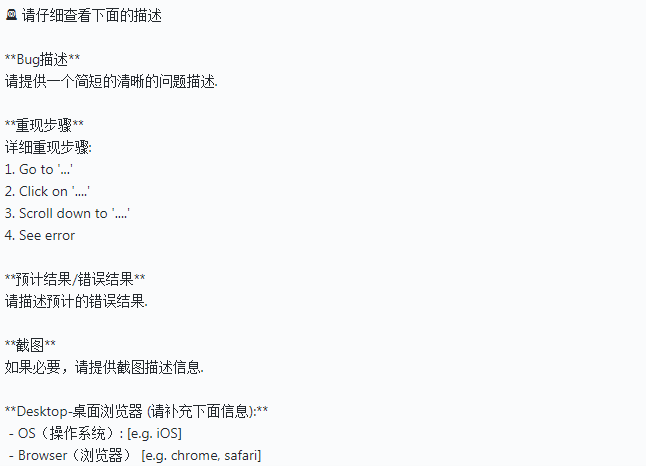 🚨 请仔细查看下面的描述
**Bug描述**
请提供一个简短的清晰的问题描述.
**重现步骤**
详细重现步骤:
1. Go to '...'
2. Click on '....'
3. Scroll down to '....'
4. See error
**预计结果/错误结果**
请描述预计的错误结果.
**截图**
如果必要，请提供截图描述信息.
**Desktop-桌面浏览器 (请补充下面信息):**
- OS（操作系统）: [e.g. iOS]
- Browser（浏览器） [e.g. chrome, safari]